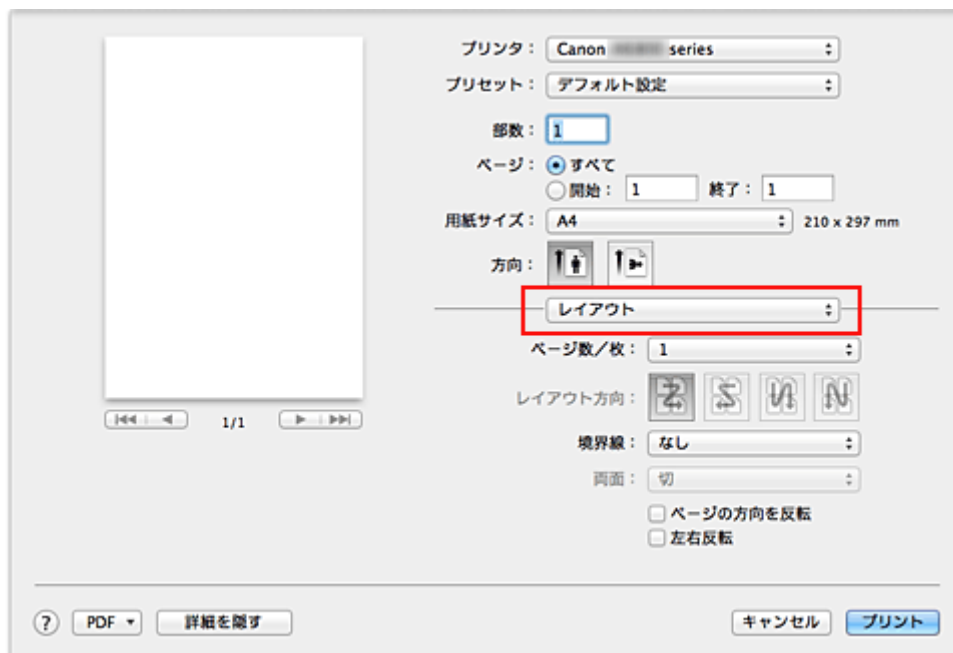 プリンタ： Canon series
プリセット： デフォルト設定
部数： 1
ページ： すべて
開始： 1 終了： 1
用紙サイズ： A4 210 x 297 mm
方向：
レイアウト
ページ数／枚： 1
レイアウト方向：
境界線： なし
両面： 切
ページの方向を反転
左右反転
1/1
? PDF 詳細を隠す キャンセル プリント